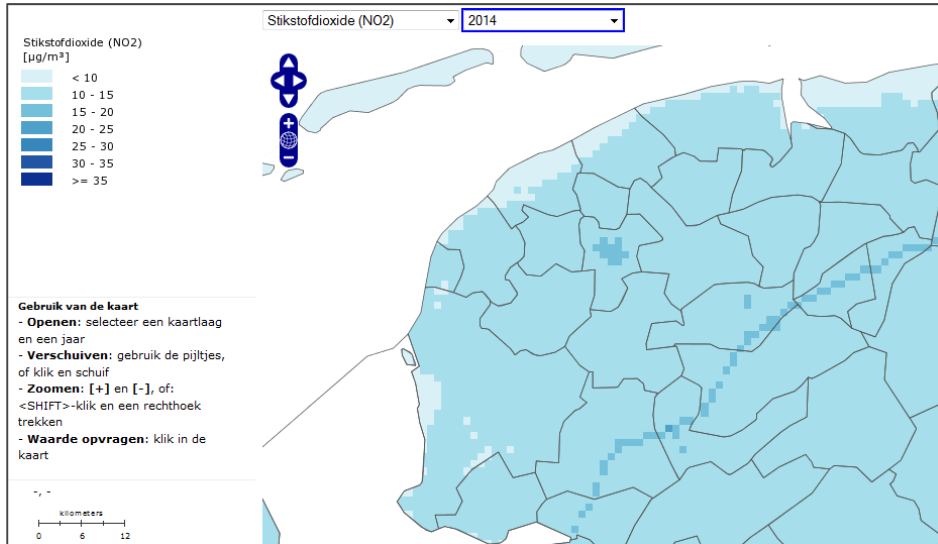 Stikstofdioxide (NO2) 2014
Stikstofdioxide (NO2)
[µg/m³]
< 10
10 - 15
15 - 20
20 - 25
25 - 30
30 - 35
>= 35
Gebruik van de kaart
- Openen: selecteer een kaartlaag
en een jaar
- Verschuiven: gebruik de pijltjes,
of klik en schuif
- Zoomen: [+] en [-], of:
<SHIFT>-klik en een rechthoek
trekken
- Waarde opvragen: klik in de
kaart
-, -
kilometers
0 6 12